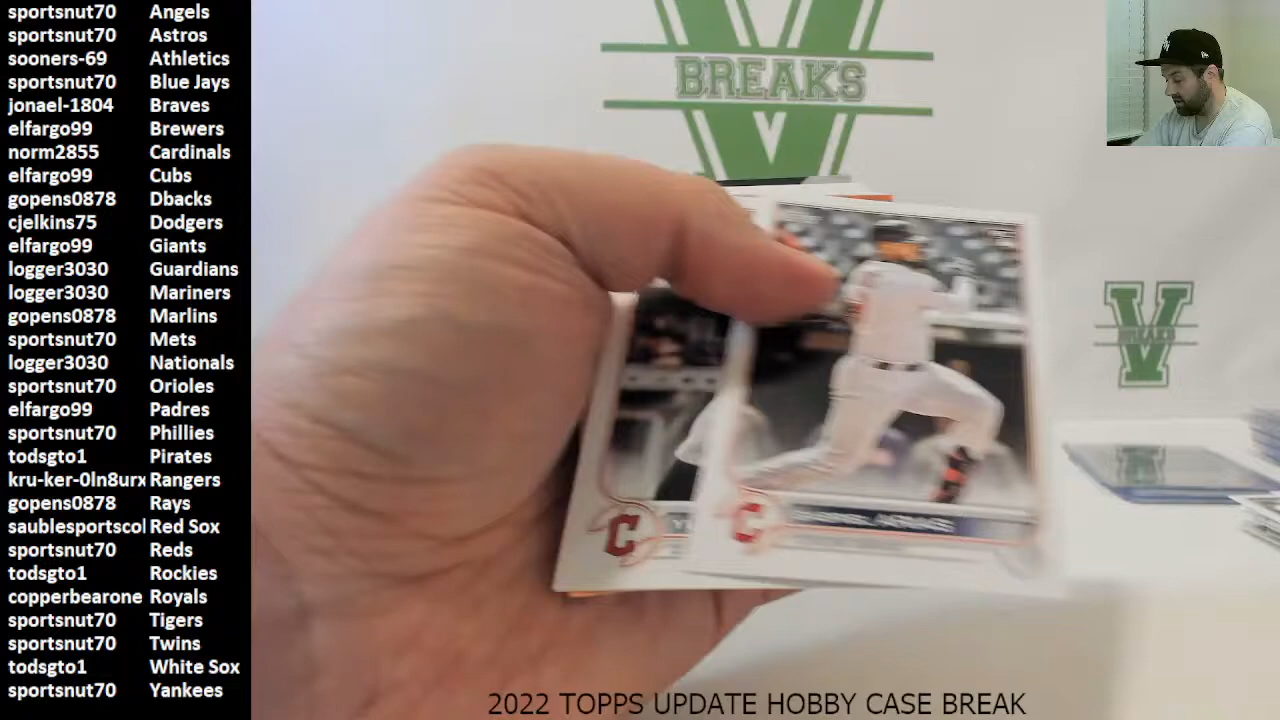 sportsnut70 Angels
sportsnut70 Astros
sooners-69 Athletics
sportsnut70 Blue Jays
jonael-1804 Braves
elfargo99 Brewers
norm2855 Cardinals
elfargo99 Cubs
gopens0878 Dbacks
cjelkins75 Dodgers
elfargo99 Giants
logger3030 Guardians
logger3030 Mariners
gopens0878 Marlins
sportsnut70 Mets
logger3030 Nationals
sportsnut70 Orioles
elfargo99 Padres
sportsnut70 Phillies
todsgto1 Pirates
kru-ker-0ln8urx Rangers
gopens0878 Rays
saublesportscol Red Sox
sportsnut70 Reds
todsgto1 Rockies
copperbearone Royals
sportsnut70 Tigers
sportsnut70 Twins
todsgto1 White Sox
sportsnut70 Yankees
V
BREAKS
V
BREAKS
C
C
2022 TOPPS UPDATE HOBBY CASE BREAK